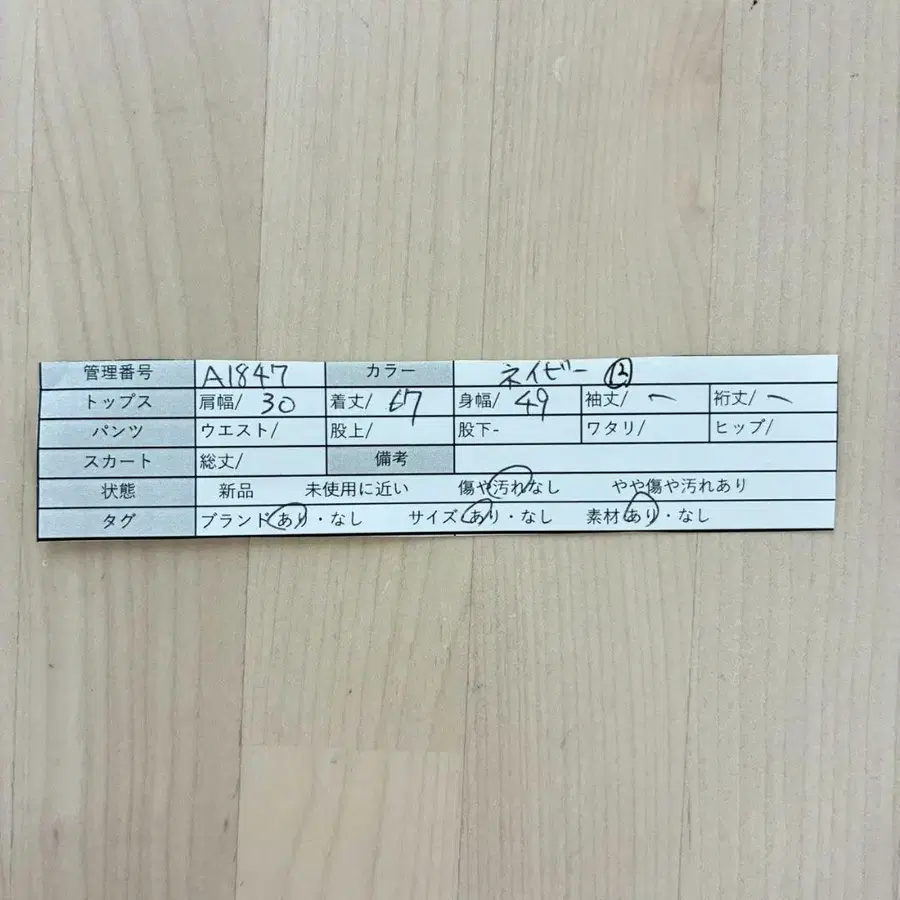 管理番号 A1847 カラー ネイビー ⑫
トップス 肩幅/ 30 着丈/ 67 身幅/ 49 袖丈/ ー 裄丈/ ー
パンツ ウエスト/ 股上/ 股下- ワタリ/ ヒップ/
スカート 総丈/ 備考
状態 新品 未使用に近い 傷や汚れなし やや傷や汚れあり
タグ ブランド あり・なし サイズ あり・なし 素材 あり・なし